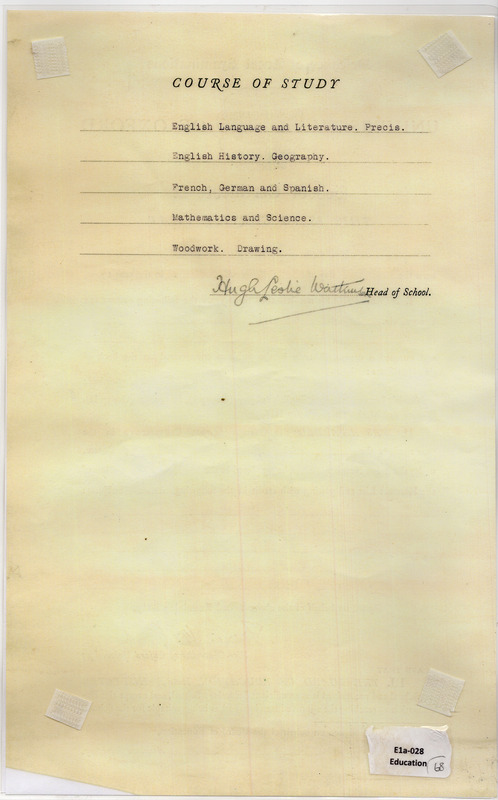 COURSE OF STUDY
English Language and Literature. Precis.
English History. Geography.
French, German and Spanish.
Mathematics and Science.
Woodwork. Drawing.
Hugh Leslie Watkins Head of School.
E1a-028
Education 68